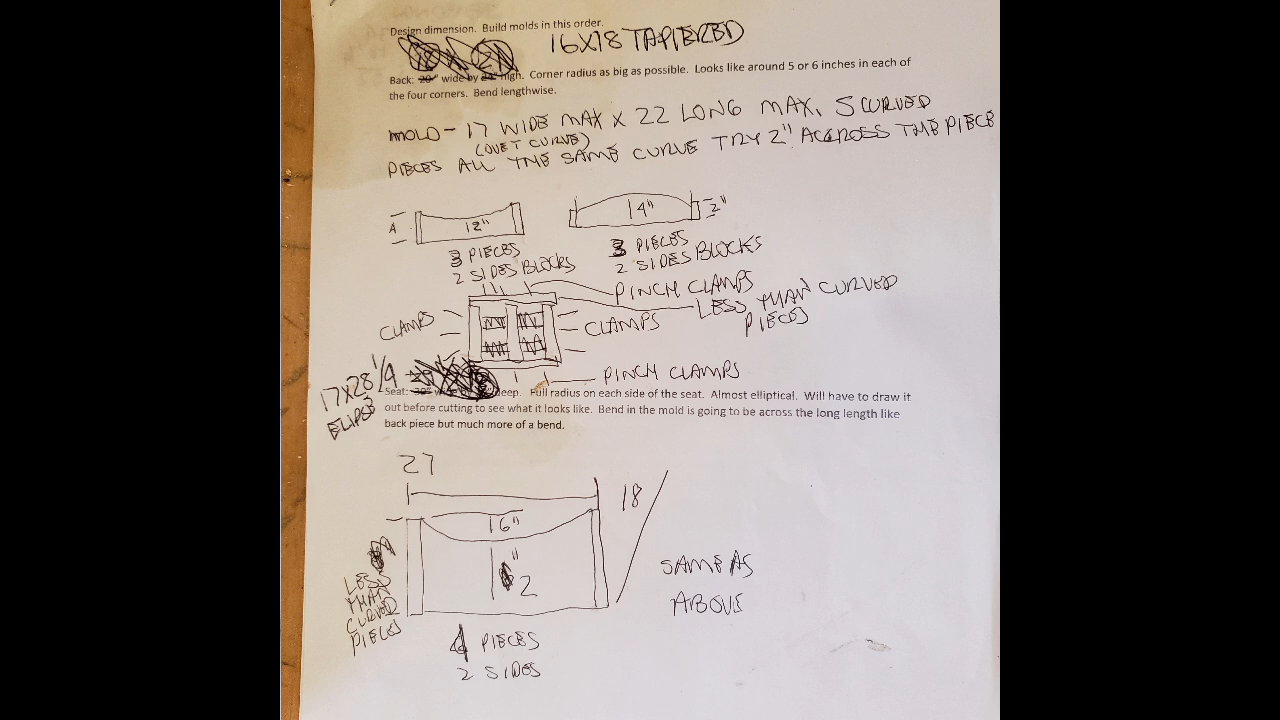 Design dimension. Build molds in this order.
16X18 TAPIERED
Back: 20" wide by 24" high. Corner radius as big as possible. Looks like around 5 or 6 inches in each of
the four corners. Bend lengthwise.
MOLD - 17 WIDE MAX X 22 LONG MAX. 5 CURVED
(OVE T CURVE)
PIECES ALL THE SAME CURVE TRY 2" ACCROSS THE PIECE
A 12" 14" 2"
3 PIECES 3 PIECES
2 SIDES BLOCKS 2 SIDES BLOCKS
PINCH CLAMPS
CLAMPS CLAMPS LESS THAN CURVED
PIECES
PINCH CLAMPS
17X28 1/4
ELIPSE
Seat: deep. Full radius on each side of the seat. Almost elliptical. Will have to draw it
out before cutting to see what it looks like. Bend in the mold is going to be across the long length like
back piece but much more of a bend.
27
18
16"
2"
LESS
THAN
CURVED
PIECES
SAME AS
ABOVE
4 PIECES
2 SIDES